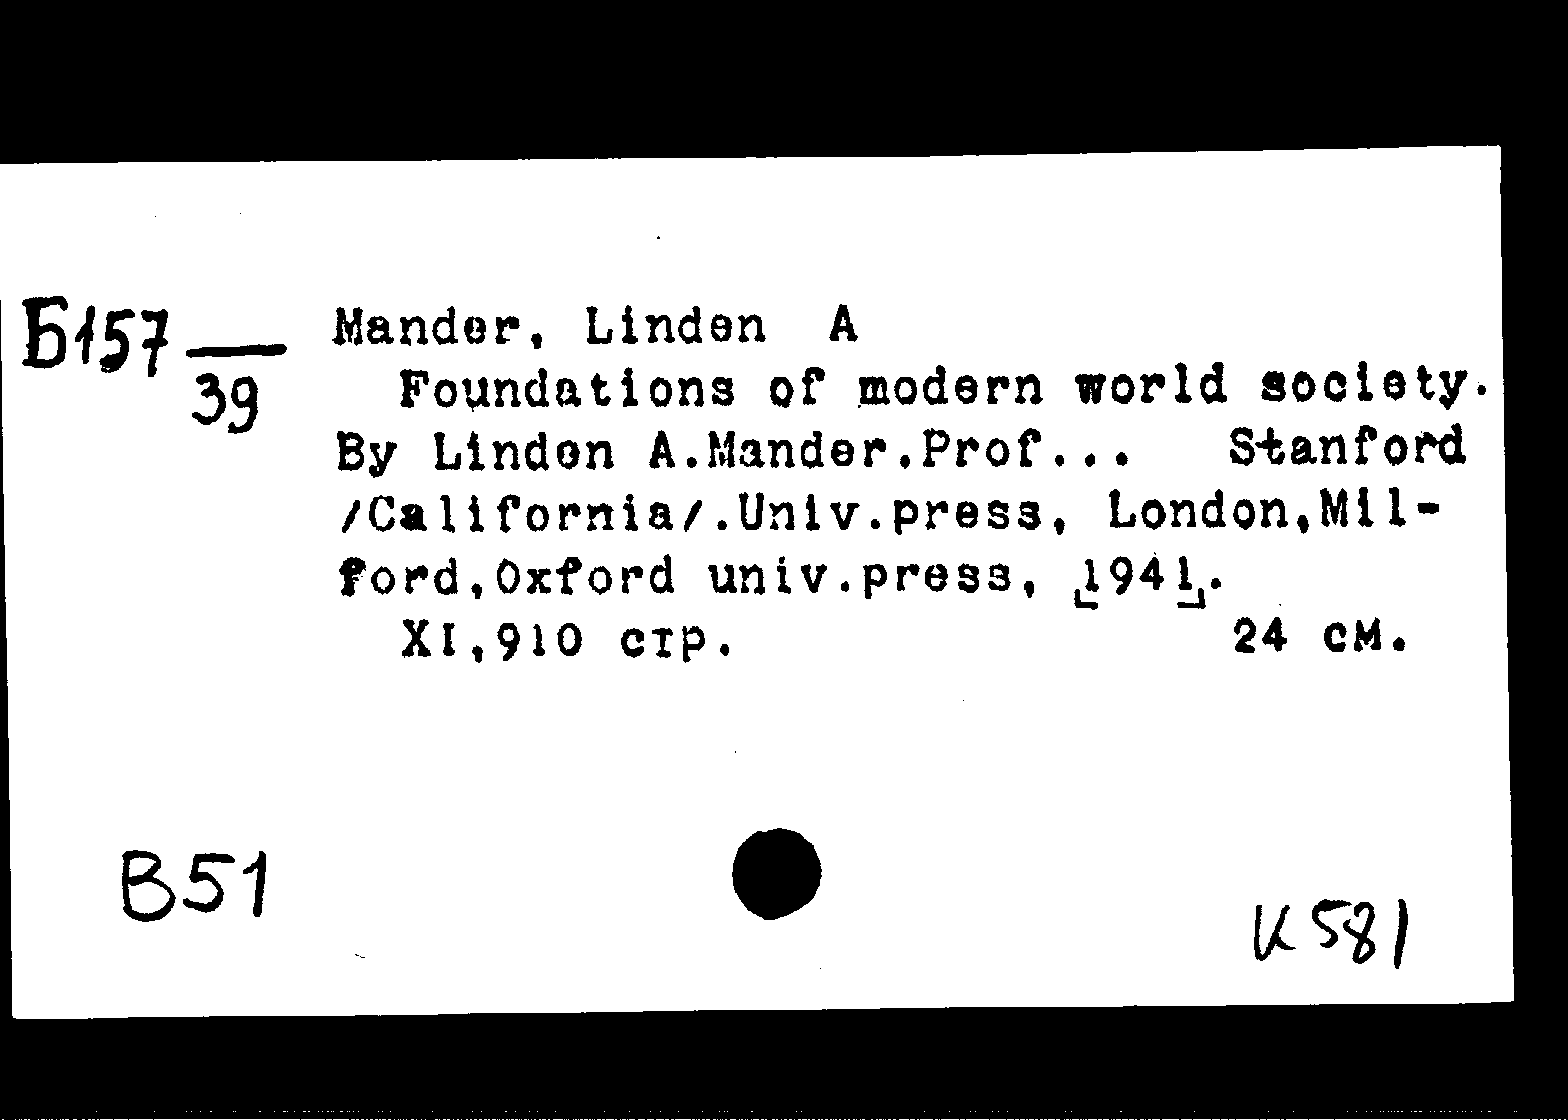 Б157
39
Mander, Linden A
Foundations of modern world society.
By Linden A.Mander.Prof... Stanford
/California/.Univ.press, London,Mil-
ford,Oxford univ.press, [1941].
XI,910 стр. 24 см.
B51
K581